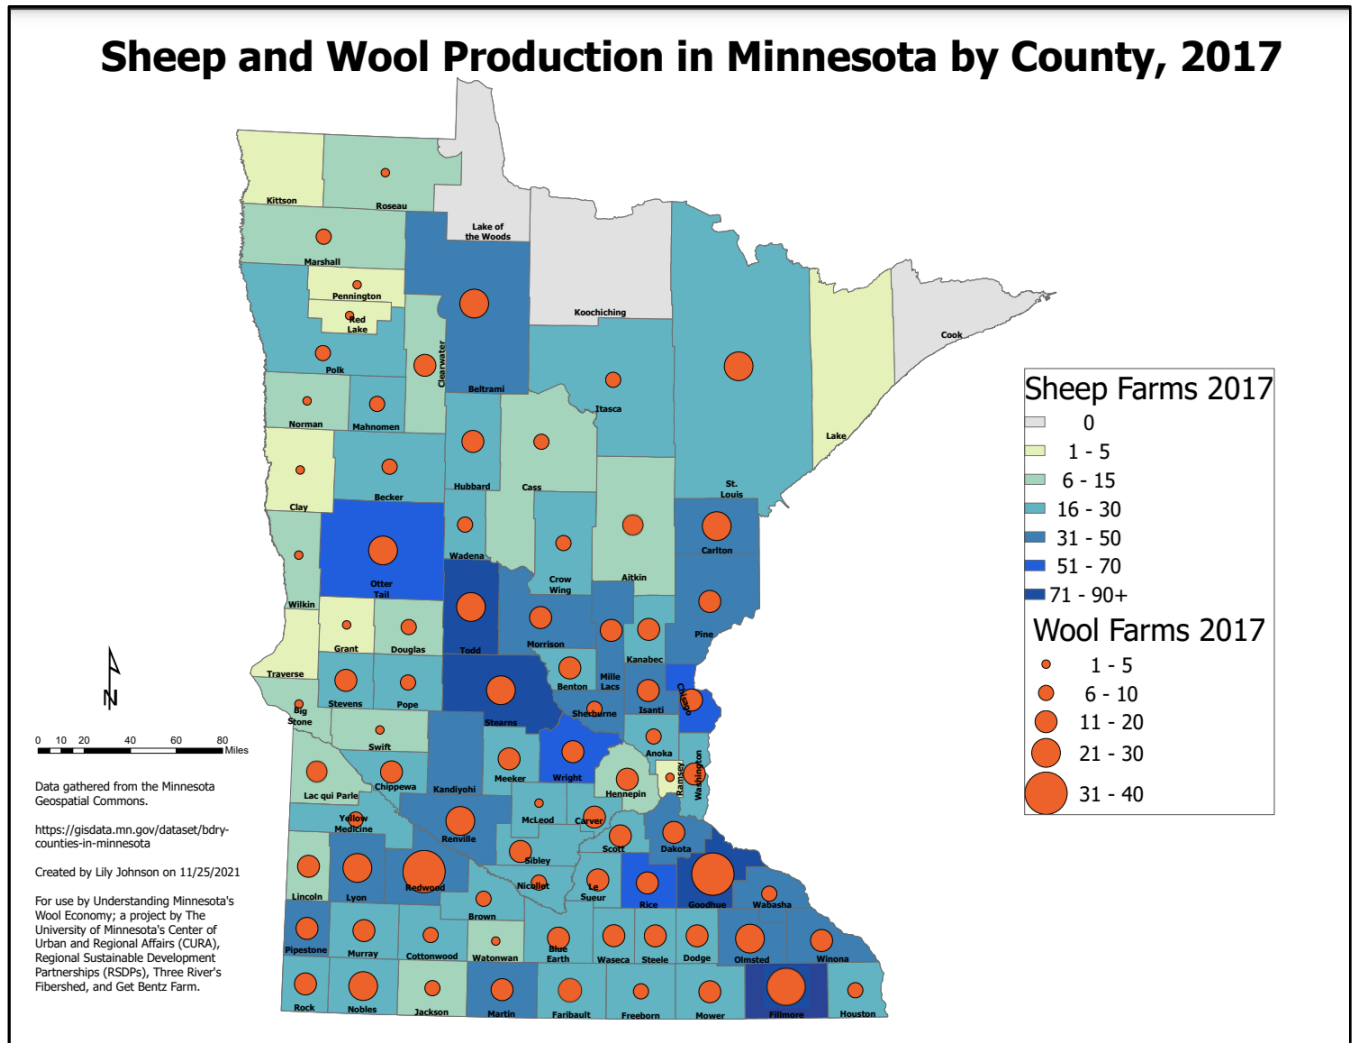 Sheep and Wool Production in Minnesota by County, 2017
Kittson
Roseau
Lake of
the Woods
Marshall
Koochiching
Pennington
Red
Lake
Cook
Polk
Clearwater
Beltrami
Itasca
Norman
Mahnomen
Lake
Hubbard
Cass
St.
Louis
Clay
Becker
Wadena
Carlton
Otter
Tail
Crow
Wing
Aitkin
Wilkin
Grant
Douglas
Todd
Morrison
Pine
Kanabec
Traverse
Mille
Lacs
Benton
Stevens
Pope
Isanti
Chisago
Big
Stone
Stearns
Sherburne
Swift
Anoka
Washington
Meeker
Wright
Ramsey
Lac qui Parle
Chippewa
Kandiyohi
Hennepin
Yellow
Medicine
McLeod
Carver
Renville
Scott
Dakota
Sibley
Lincoln
Lyon
Redwood
Nicollet
Le
Sueur
Rice
Goodhue
Wabasha
Brown
Pipestone
Murray
Cottonwood
Watonwan
Blue
Earth
Waseca
Steele
Dodge
Olmsted
Winona
Rock
Nobles
Jackson
Martin
Faribault
Freeborn
Mower
Fillmore
Houston
Sheep Farms 2017
0
1 - 5
6 - 15
16 - 30
31 - 50
51 - 70
71 - 90+
Wool Farms 2017
1 - 5
6 - 10
11 - 20
21 - 30
31 - 40
N
0 10 20 40 60 80
Miles
Data gathered from the Minnesota
Geospatial Commons.
https://gisdata.mn.gov/dataset/bdry-
counties-in-minnesota
Created by Lily Johnson on 11/25/2021
For use by Understanding Minnesota's
Wool Economy; a project by The
University of Minnesota's Center of
Urban and Regional Affairs (CURA),
Regional Sustainable Development
Partnerships (RSDPs), Three River's
Fibershed, and Get Bentz Farm.